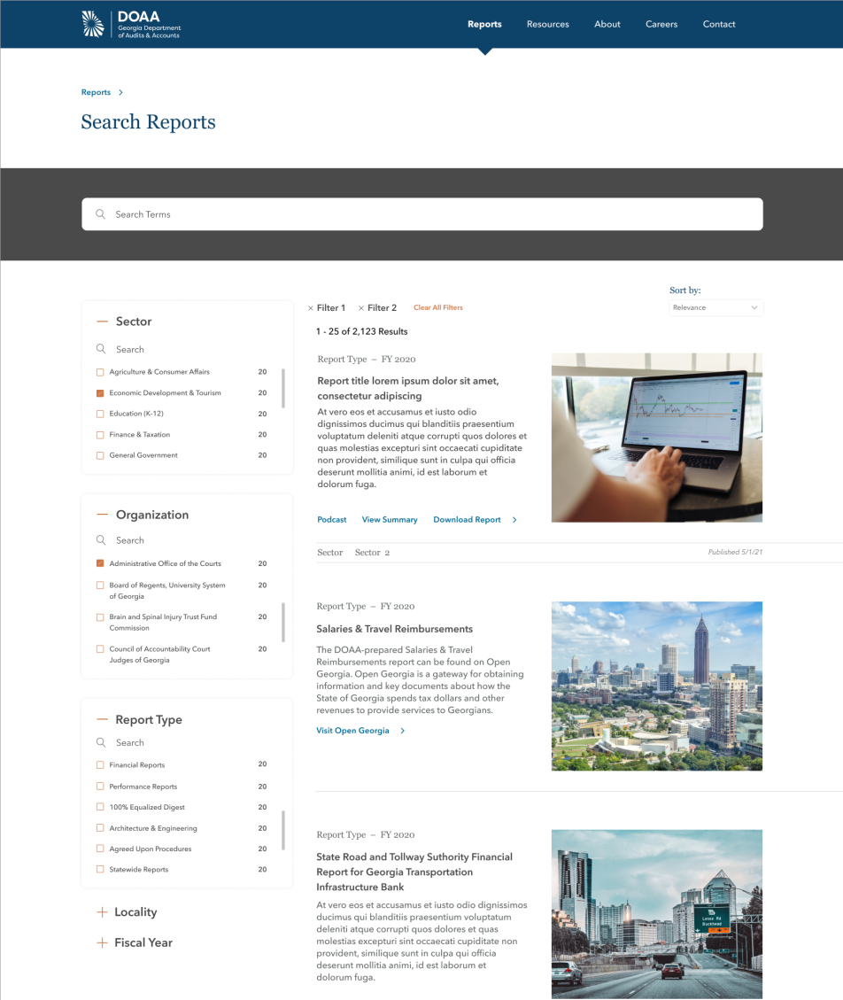 DOAA
Georgia Department
of Audits & Accounts
Reports
Resources
About
Careers
Contact
Reports >
Search Reports
Search Terms
Sort by:
Relevance
— Sector
Search
Agriculture & Consumer Affairs 20
Economic Development & Tourism 20
Education (K-12) 20
Finance & Taxation 20
General Government 20
— Organization
Search
Administrative Office of the Courts 20
Board of Regents, University System 20
of Georgia
Brain and Spinal Injury Trust Fund 20
Commission
Council of Accountability Court 20
Judges of Georgia
— Report Type
Search
Financial Reports 20
Performance Reports 20
100% Equalized Digest 20
Architecture & Engineering 20
Agreed Upon Procedures 20
Statewide Reports 20
+ Locality
+ Fiscal Year
× Filter 1 × Filter 2 Clear All Filters
1 - 25 of 2,123 Results
Report Type – FY 2020
Report title lorem ipsum dolor sit amet,
consectetur adipiscing
At vero eos et accusamus et iusto odio
dignissimos ducimus qui blanditiis praesentium
voluptatum deleniti atque corrupti quos dolores et
quas molestias excepturi sint occaecati cupiditate
non provident, similique sunt in culpa qui officia
deserunt mollitia animi, id est laborum et
dolorum fuga.
Podcast View Summary Download Report >
Sector Sector 2 Published 5/1/21
Report Type – FY 2020
Salaries & Travel Reimbursements
The DOAA-prepared Salaries & Travel
Reimbursements report can be found on Open
Georgia. Open Georgia is a gateway for obtaining
information and key documents about how the
State of Georgia spends tax dollars and other
revenues to provide services to Georgians.
Visit Open Georgia >
Report Type – FY 2020
State Road and Tollway Suthority Financial
Report for Georgia Transportation
Infrastructure Bank
At vero eos et accusamus et iusto odio dignissimos
ducimus qui blanditiis praesentium voluptatum
deleniti atque corrupti quos dolores et quas
molestias excepturi sint occaecati cupiditate non
provident, similique sunt in culpa qui officia
deserunt mollitia animi, id est laborum et
dolorum fuga.
Lenox Rd
Buckhead